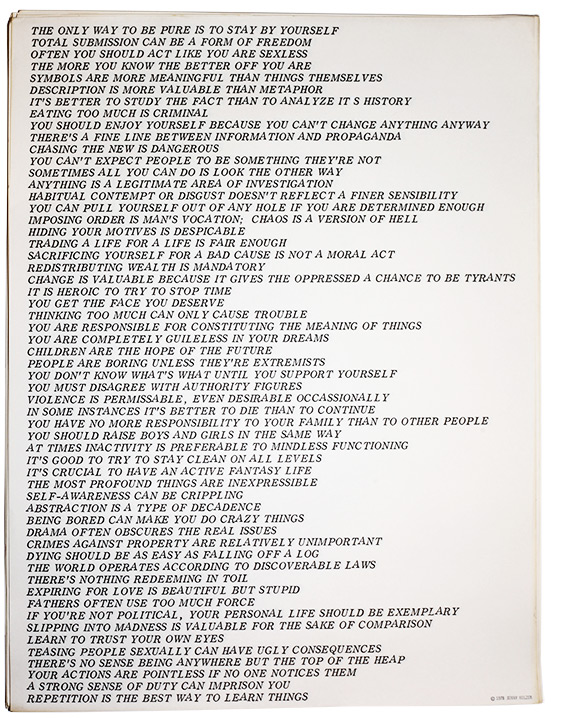 THE ONLY WAY TO BE PURE IS TO STAY BY YOURSELF
TOTAL SUBMISSION CAN BE A FORM OF FREEDOM
OFTEN YOU SHOULD ACT LIKE YOU ARE SEXLESS
THE MORE YOU KNOW THE BETTER OFF YOU ARE
SYMBOLS ARE MORE MEANINGFUL THAN THINGS THEMSELVES
DESCRIPTION IS MORE VALUABLE THAN METAPHOR
IT'S BETTER TO STUDY THE FACT THAN TO ANALYZE IT S HISTORY
EATING TOO MUCH IS CRIMINAL
YOU SHOULD ENJOY YOURSELF BECAUSE YOU CAN'T CHANGE ANYTHING ANYWAY
THERE'S A FINE LINE BETWEEN INFORMATION AND PROPAGANDA
CHASING THE NEW IS DANGEROUS
YOU CAN'T EXPECT PEOPLE TO BE SOMETHING THEY'RE NOT
SOMETIMES ALL YOU CAN DO IS LOOK THE OTHER WAY
ANYTHING IS A LEGITIMATE AREA OF INVESTIGATION
HABITUAL CONTEMPT OR DISGUST DOESN'T REFLECT A FINER SENSIBILITY
YOU CAN PULL YOURSELF OUT OF ANY HOLE IF YOU ARE DETERMINED ENOUGH
IMPOSING ORDER IS MAN'S VOCATION; CHAOS IS A VERSION OF HELL
HIDING YOUR MOTIVES IS DESPICABLE
TRADING A LIFE FOR A LIFE IS FAIR ENOUGH
SACRIFICING YOURSELF FOR A BAD CAUSE IS NOT A MORAL ACT
REDISTRIBUTING WEALTH IS MANDATORY
CHANGE IS VALUABLE BECAUSE IT GIVES THE OPPRESSED A CHANCE TO BE TYRANTS
IT IS HEROIC TO TRY TO STOP TIME
YOU GET THE FACE YOU DESERVE
THINKING TOO MUCH CAN ONLY CAUSE TROUBLE
YOU ARE RESPONSIBLE FOR CONSTITUTING THE MEANING OF THINGS
YOU ARE COMPLETELY GUILELESS IN YOUR DREAMS
CHILDREN ARE THE HOPE OF THE FUTURE
PEOPLE ARE BORING UNLESS THEY'RE EXTREMISTS
YOU DON'T KNOW WHAT'S WHAT UNTIL YOU SUPPORT YOURSELF
YOU MUST DISAGREE WITH AUTHORITY FIGURES
VIOLENCE IS PERMISSABLE, EVEN DESIRABLE OCCASSIONALLY
IN SOME INSTANCES IT'S BETTER TO DIE THAN TO CONTINUE
YOU HAVE NO MORE RESPONSIBILITY TO YOUR FAMILY THAN TO OTHER PEOPLE
YOU SHOULD RAISE BOYS AND GIRLS IN THE SAME WAY
AT TIMES INACTIVITY IS PREFERABLE TO MINDLESS FUNCTIONING
IT'S GOOD TO TRY TO STAY CLEAN ON ALL LEVELS
IT'S CRUCIAL TO HAVE AN ACTIVE FANTASY LIFE
THE MOST PROFOUND THINGS ARE INEXPRESSIBLE
SELF-AWARENESS CAN BE CRIPPLING
ABSTRACTION IS A TYPE OF DECADENCE
BEING BORED CAN MAKE YOU DO CRAZY THINGS
DRAMA OFTEN OBSCURES THE REAL ISSUES
CRIMES AGAINST PROPERTY ARE RELATIVELY UNIMPORTANT
DYING SHOULD BE AS EASY AS FALLING OFF A LOG
THE WORLD OPERATES ACCORDING TO DISCOVERABLE LAWS
THERE'S NOTHING REDEEMING IN TOIL
EXPIRING FOR LOVE IS BEAUTIFUL BUT STUPID
FATHERS OFTEN USE TOO MUCH FORCE
IF YOU'RE NOT POLITICAL, YOUR PERSONAL LIFE SHOULD BE EXEMPLARY
SLIPPING INTO MADNESS IS VALUABLE FOR THE SAKE OF COMPARISON
LEARN TO TRUST YOUR OWN EYES
TEASING PEOPLE SEXUALLY CAN HAVE UGLY CONSEQUENCES
THERE'S NO SENSE BEING ANYWHERE BUT THE TOP OF THE HEAP
YOUR ACTIONS ARE POINTLESS IF NO ONE NOTICES THEM
A STRONG SENSE OF DUTY CAN IMPRISON YOU
REPETITION IS THE BEST WAY TO LEARN THINGS